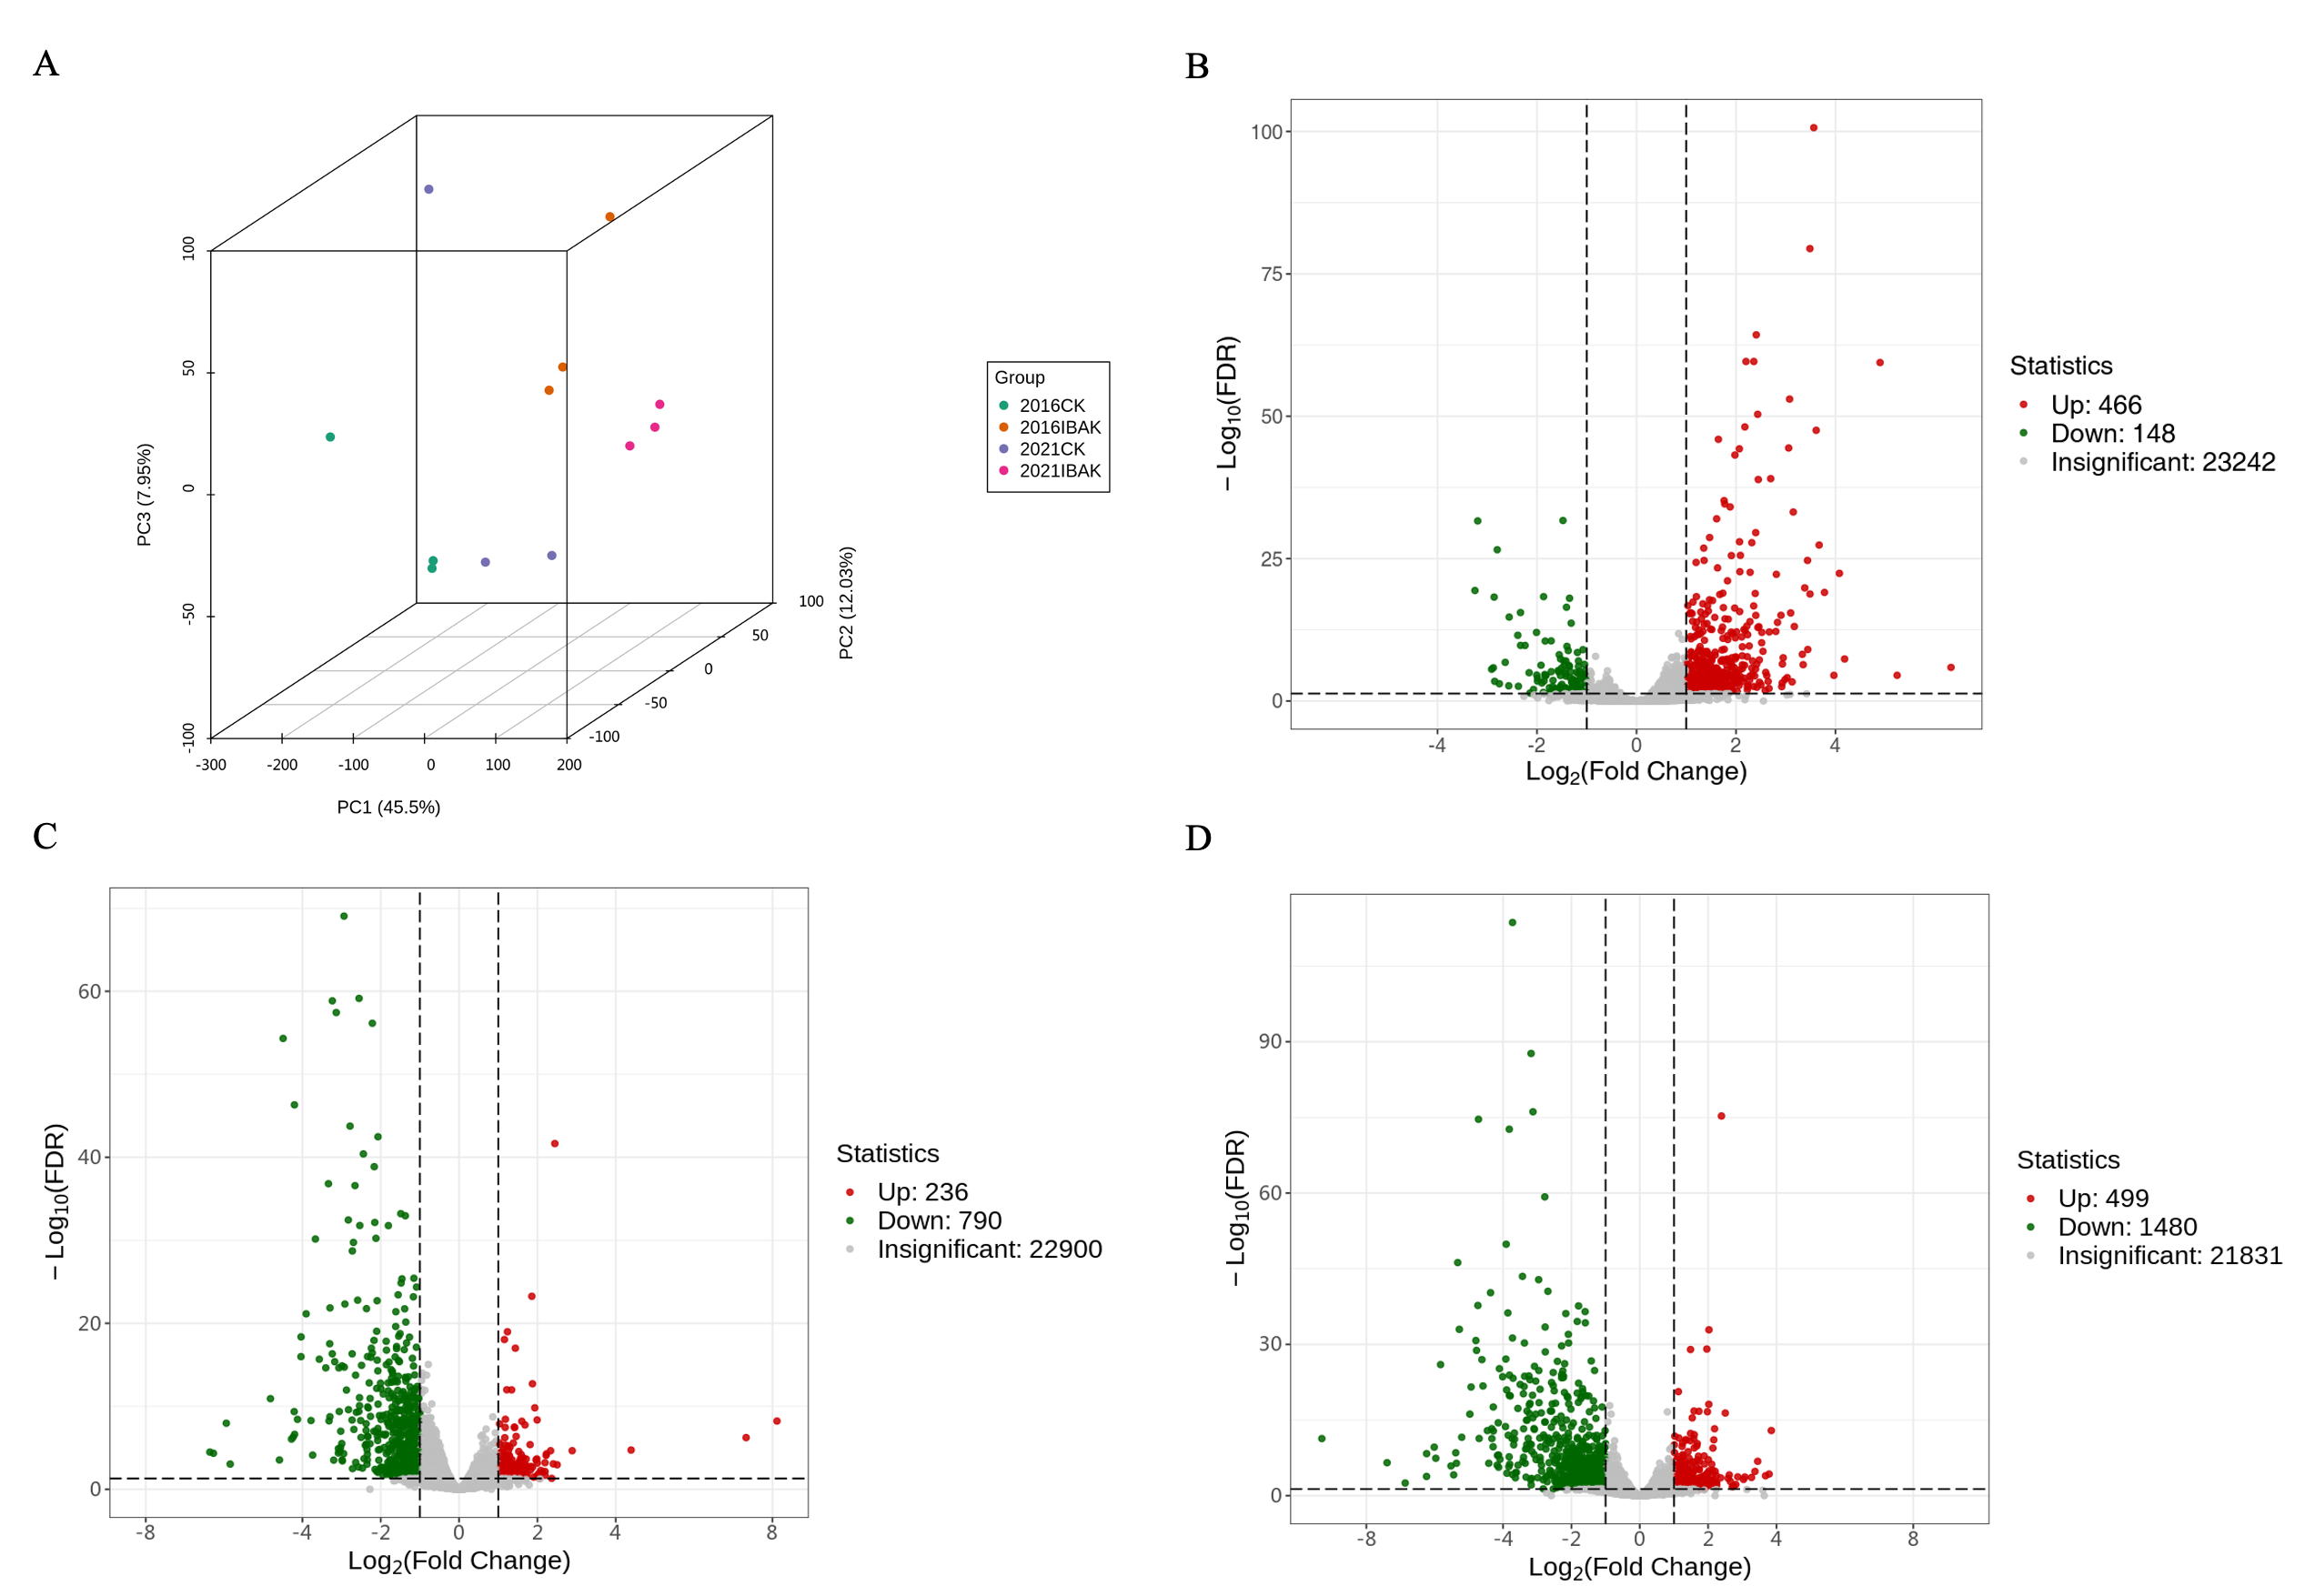 A
100
50
0
-50
-100
PC3 (7.95%)
-300
-200
-100
0
100
200
PC1 (45.5%)
-100
-50
0
50
100
PC2 (12.03%)
Group
2016CK
2016IBAK
2021CK
2021IBAK
B
100
75
50
25
0
− Log10(FDR)
-4
-2
0
2
4
Log2(Fold Change)
Statistics
Up: 466
Down: 148
Insignificant: 23242
C
60
40
20
0
− Log10(FDR)
-8
-4
-2
0
2
4
8
Log2(Fold Change)
Statistics
Up: 236
Down: 790
Insignificant: 22900
D
90
60
30
0
− Log10(FDR)
-8
-4
-2
0
2
4
8
Log2(Fold Change)
Statistics
Up: 499
Down: 1480
Insignificant: 21831